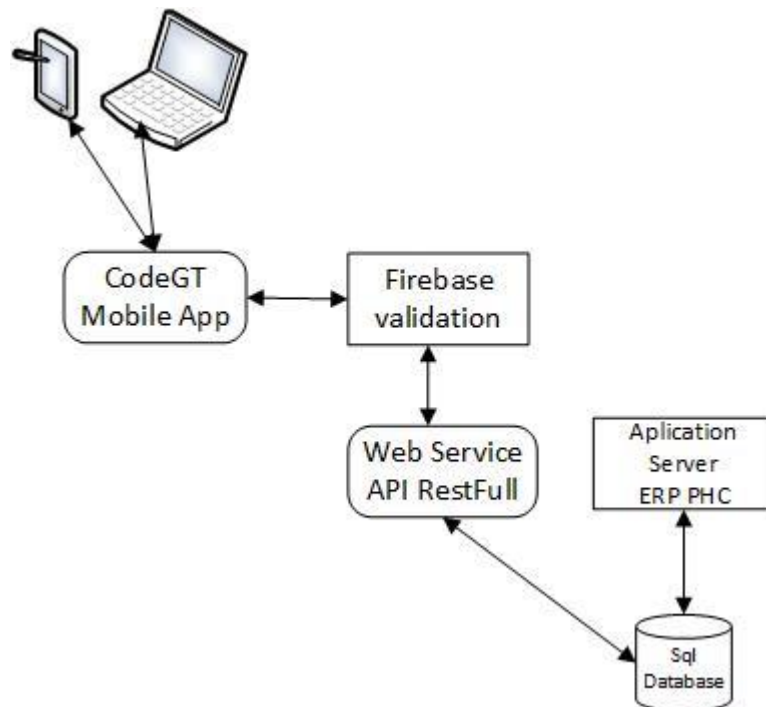 CodeGT
Mobile App
Firebase
validation
Web Service
API RestFull
Aplication
Server
ERP PHC
Sql
Database